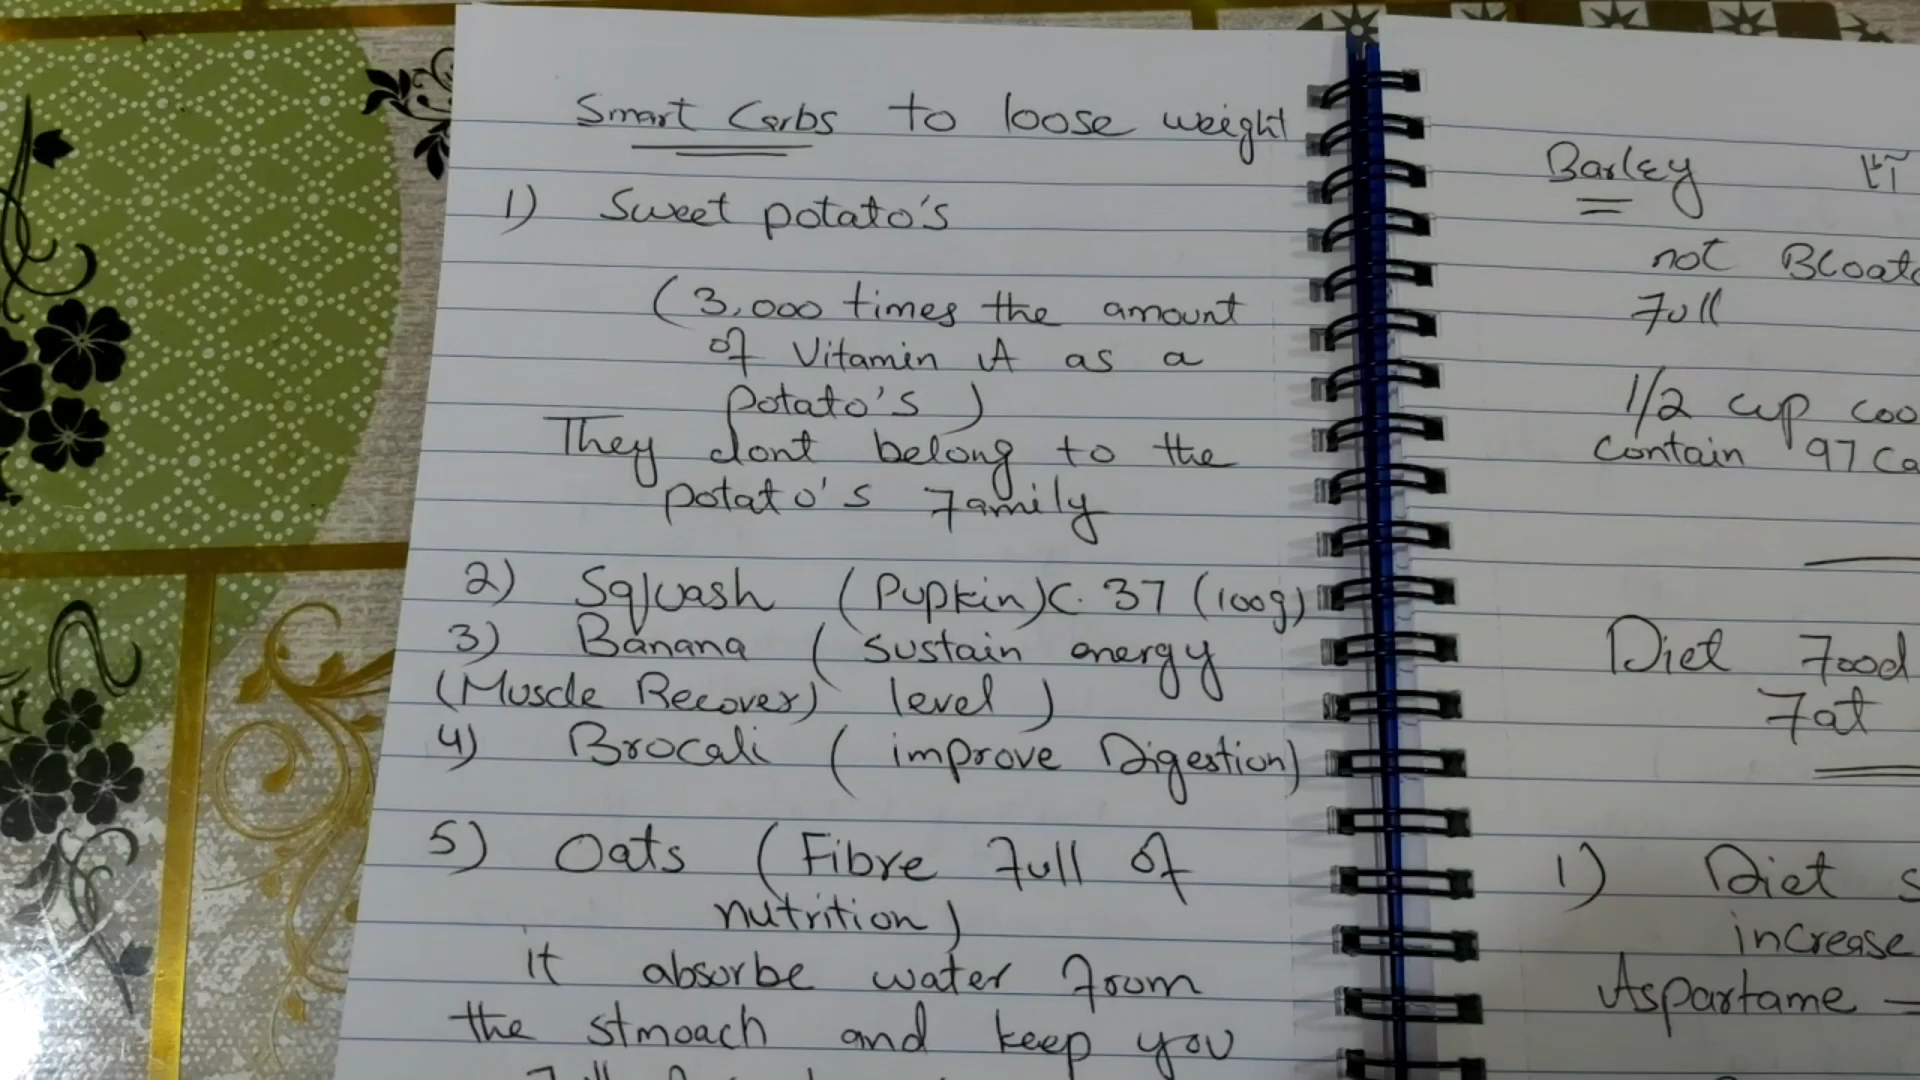 Smart Carbs to loose weight
1) Sweet potato's
(3,000 times the amount
of Vitamin A as a
potato's)
They dont belong to the
potato's family
2) Sqluash (Pupkin)C. 37 (100g)
3) Banana ( sustain energy
(Muscle Recover) level )
4) Brocali ( improve Digestion)
5) Oats ( Fibre full of
nutrition)
it absorbe water from
the stmoach and keep you
Barley
not Bloat
Full
1/2 cup coo
contain 97 Ca
Diet Food
Fat
1) Diet S
increase
Aspartame —